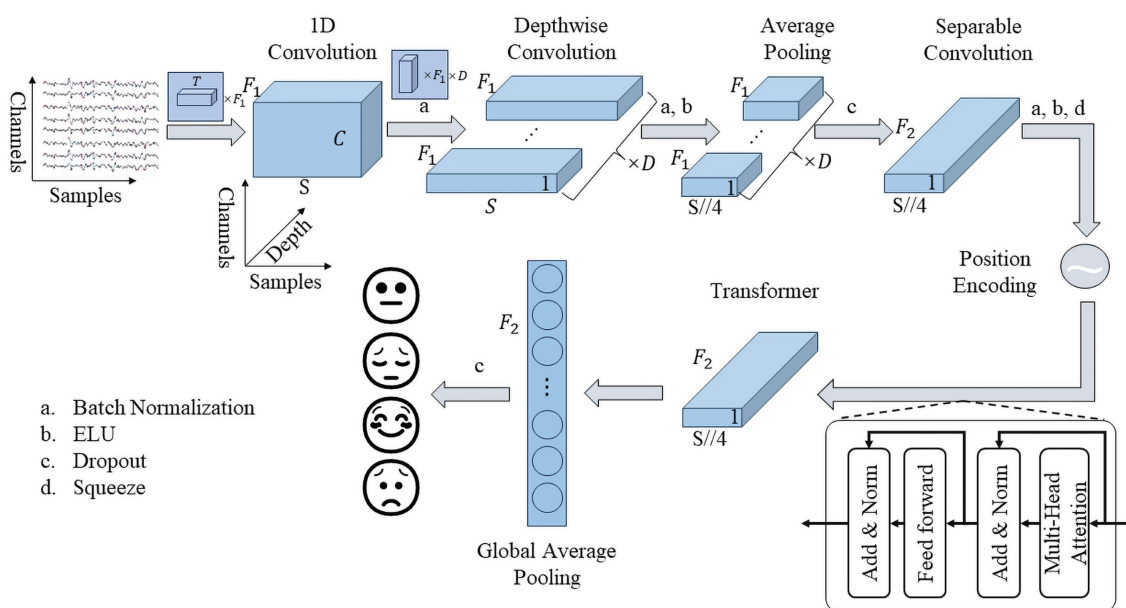 1D
Convolution
Depthwise
Convolution
Average
Pooling
Separable
Convolution
Channels
Samples
T
×F₁
F₁
C
S
a
×F₁×D
F₁
⋯
F₁
1
S
×D
a, b
F₁
⋯
F₁
1
S//4
×D
c
F₂
1
S//4
a, b, d
Channels
Depth
Samples
Position
Encoding
Transformer
F₂
1
S//4
F₂
⋮
c
Global Average
Pooling
a. Batch Normalization
b. ELU
c. Dropout
d. Squeeze
Add & Norm
Feed forward
Add & Norm
Multi-Head
Attention